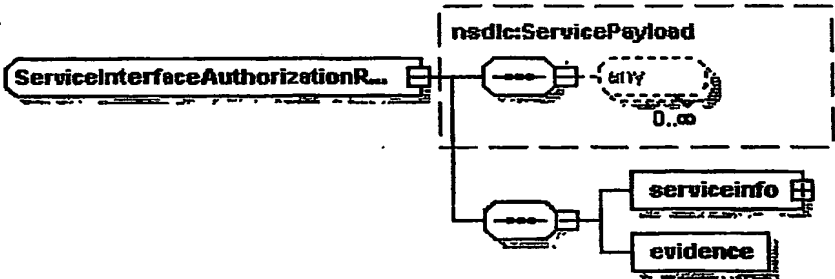 nsdlc:ServicePayload
ServiceInterfaceAuthorizationR...
any
0..∞
serviceinfo
evidence